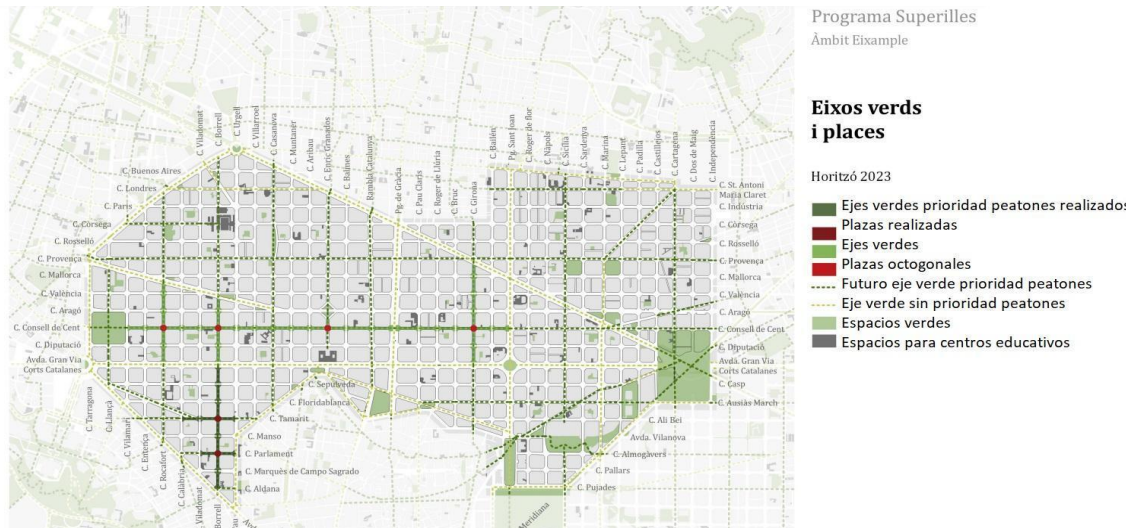 Programa Superilles
Àmbit Eixample
Eixos verds
i places
Horitzó 2023
Ejes verdes prioridad peatones realizados
Plazas realizadas
Ejes verdes
Plazas octogonales
Futuro eje verde prioridad peatones
Eje verde sin prioridad peatones
Espacios verdes
Espacios para centros educativos
C. Viladomat
C. Borrell
C. Urgell
C. Villarroel
C. Casanova
C. Muntaner
C. Aribau
C. Enric Granados
C. Balmes
Rambla Catalunya
Pg. de Gràcia
C. Pau Claris
C. Roger de Llúria
C. Bruc
C. Girona
C. Bailén
Pg. Sant Joan
C. Roger de flor
C. Nàpols
C. Sicília
C. Sardenya
C. Marina
C. Lepant
C. Padilla
C. Castillejos
C. Cartagena
C. Dos de Maig
C. Independència
C. Buenos Aires
C. Londres
C. París
C. Còrsega
C. Rosselló
C. Provença
C. Mallorca
C. València
C. Aragó
C. Consell de Cent
C. Diputació
Avda. Gran Via
Corts Catalanes
C. St. Antoni
Maria Claret
C. Indústria
C. Còrsega
C. Rosselló
C. Provença
C. Mallorca
C. València
C. Aragó
C. Consell de Cent
C. Diputació
Avda. Gran Via
Corts Catalanes
C. Casp
C. Ausiàs March
C. Ali Bei
Avda. Vilanova
C. Almogàvers
C. Pallars
C. Pujades
Meridiana
C. Sepúlveda
C. Floridablanca
C. Tamarit
C. Manso
C. Parlament
C. Marquès de Campo Sagrado
C. Aldana
C. Tarragona
C. Llançà
C. Vilamarí
C. Entença
C. Rocafort
C. Calàbria
C. Viladomat
C. Borrell